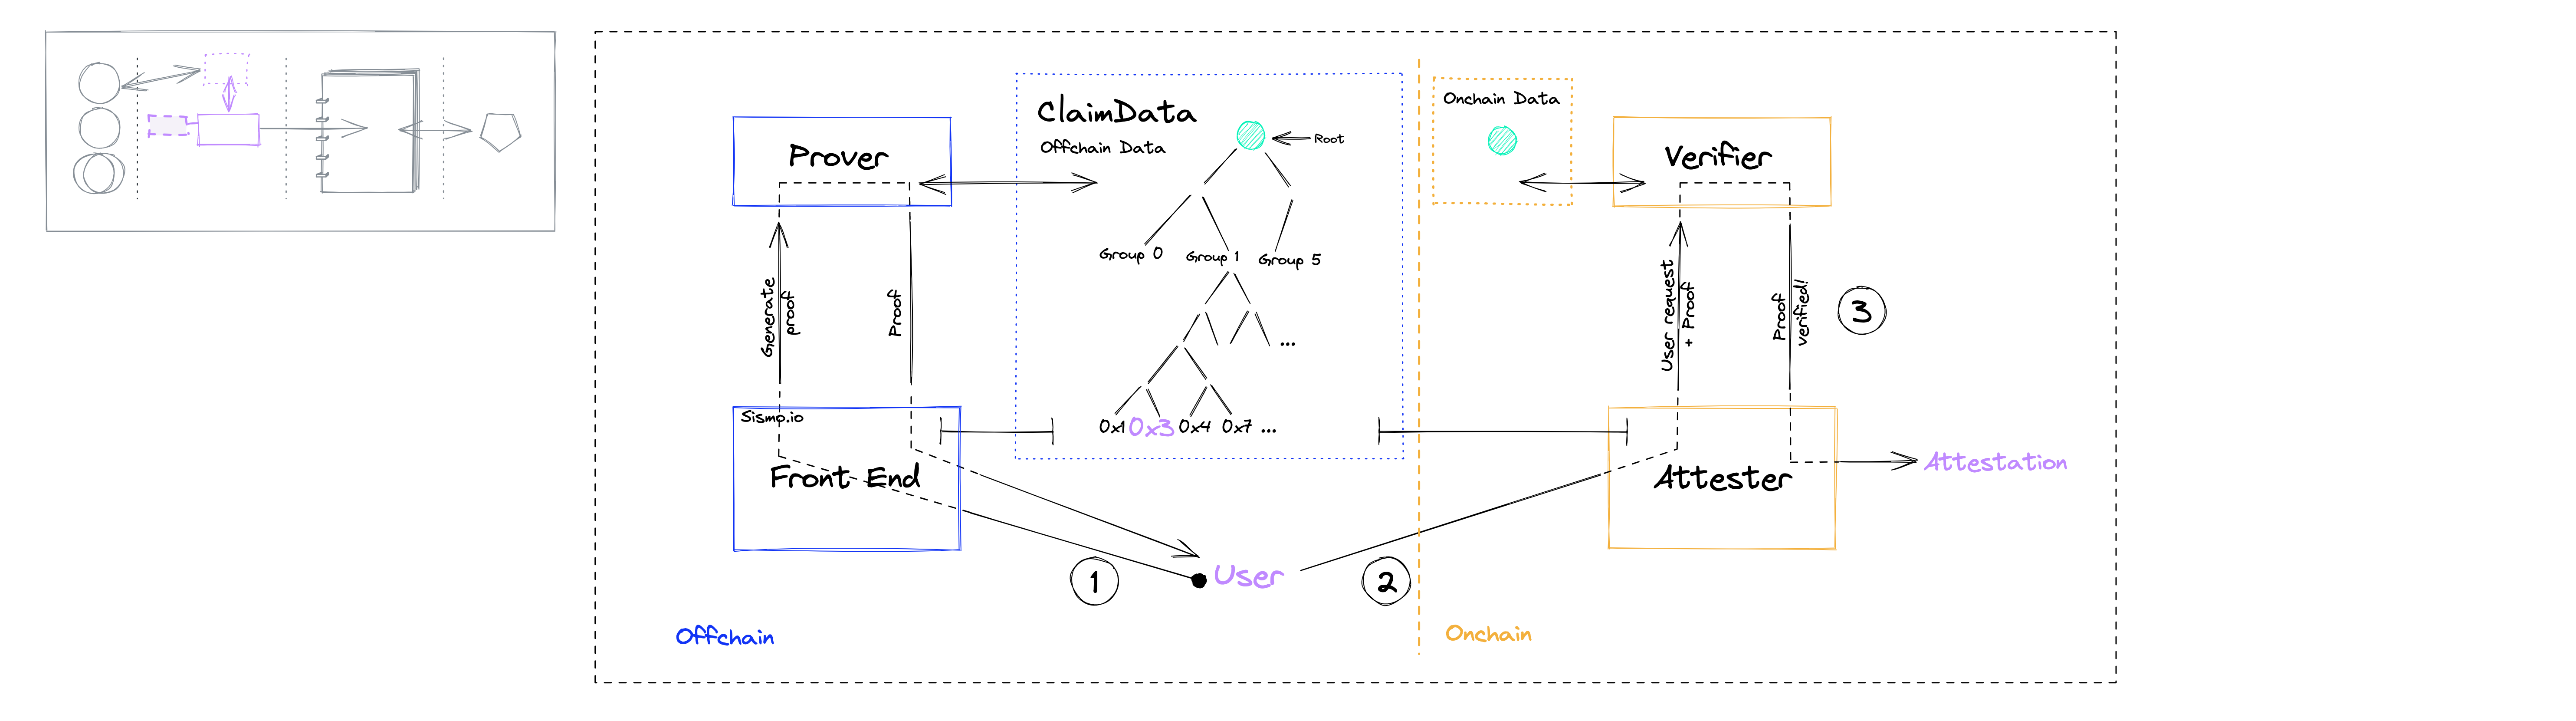 ClaimData
Offchain Data
Root
Group 0
Group 1
Group 5
...
0x1 0x3 0x4 0x7 ...
Onchain Data
Prover
Verifier
Generate
proof
Proof
User request
+ Proof
Proof
verified!
3
Sismo.io
Front End
Attester
Attestation
1
User
2
Offchain
Onchain